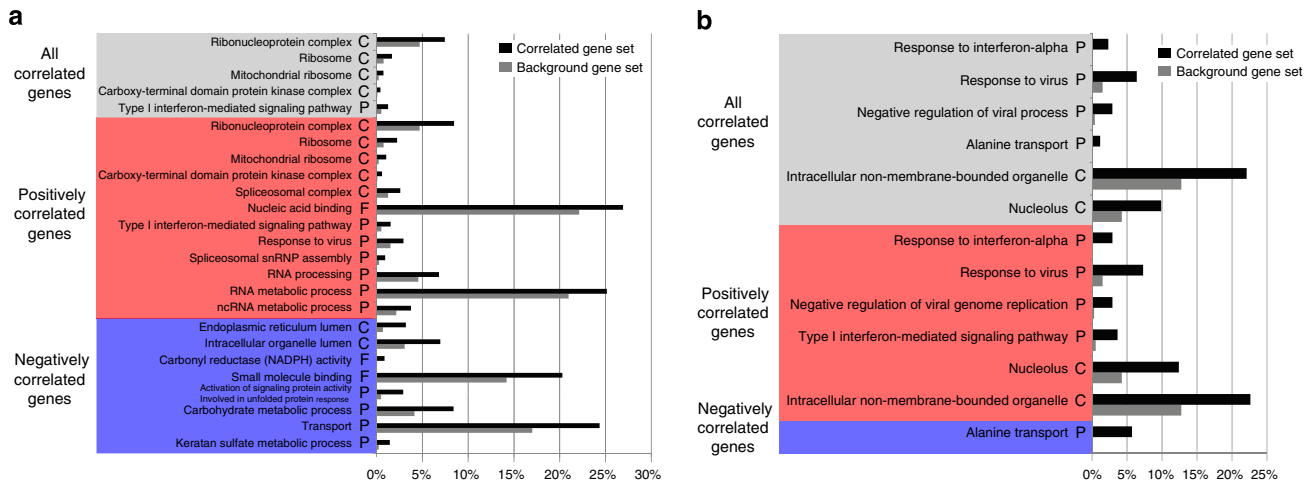 a
All
correlated
genes
Ribonucleoprotein complex C
Ribosome C
Mitochondrial ribosome C
Carboxy-terminal domain protein kinase complex C
Type I interferon-mediated signaling pathway P
Correlated gene set
Background gene set
Positively
correlated
genes
Ribonucleoprotein complex C
Ribosome C
Mitochondrial ribosome C
Carboxy-terminal domain protein kinase complex C
Spliceosomal complex C
Nucleic acid binding F
Type I interferon-mediated signaling pathway P
Response to virus P
Spliceosomal snRNP assembly P
RNA processing P
RNA metabolic process P
ncRNA metabolic process P
Negatively
correlated
genes
Endoplasmic reticulum lumen C
Intracellular organelle lumen C
Carbonyl reductase (NADPH) activity F
Small molecule binding F
Activation of signaling protein activity
Involved in unfolded protein response P
Carbohydrate metabolic process P
Transport P
Keratan sulfate metabolic process P
0% 5% 10% 15% 20% 25% 30%
b
All
correlated
genes
Response to interferon-alpha P
Response to virus P
Negative regulation of viral process P
Alanine transport P
Intracellular non-membrane-bounded organelle C
Nucleolus C
Correlated gene set
Background gene set
Positively
correlated
genes
Response to interferon-alpha P
Response to virus P
Negative regulation of viral genome replication P
Type I interferon-mediated signaling pathway P
Nucleolus C
Intracellular non-membrane-bounded organelle C
Negatively
correlated
genes
Alanine transport P
0% 5% 10% 15% 20% 25%